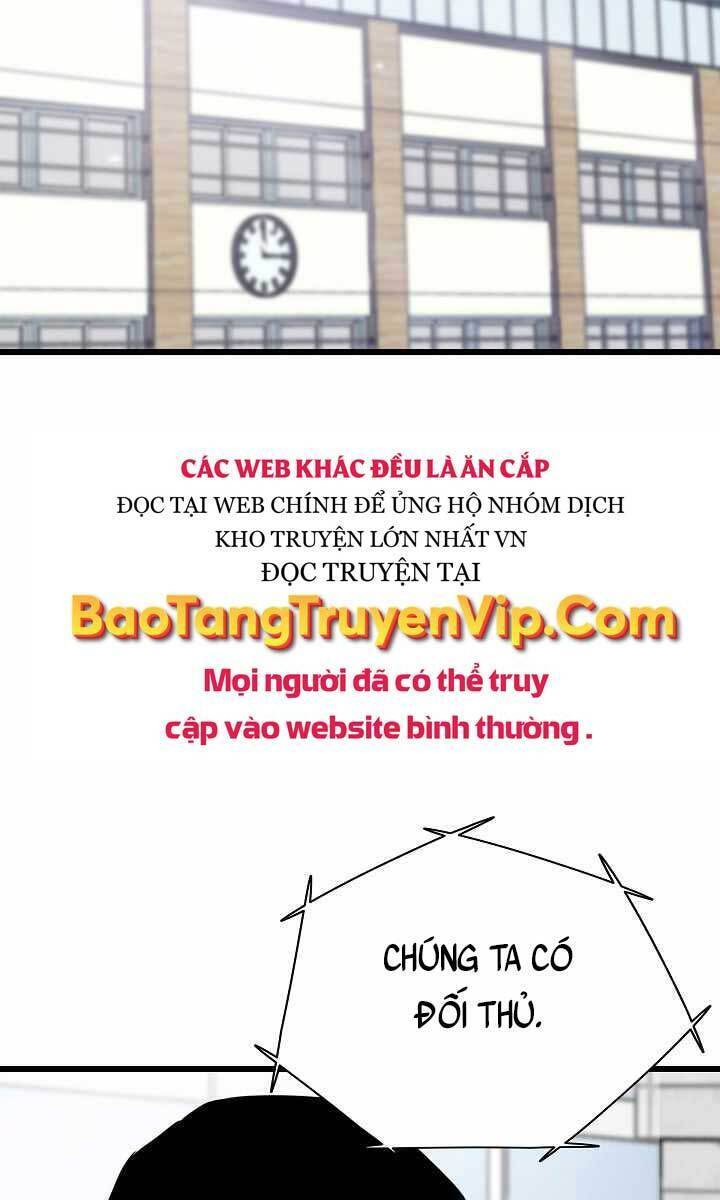 CÁC WEB KHÁC ĐỀU LÀ ĂN CẮP
ĐỌC TẠI WEB CHÍNH ĐỂ ỦNG HỘ NHÓM DỊCH
KHO TRUYỆN LỚN NHẤT VN
ĐỌC TRUYỆN TẠI
BaoTangTruyenVip.Com
Mọi người đã có thể truy
cập vào website bình thường .
CHÚNG TA CÓ
ĐỐI THỦ.